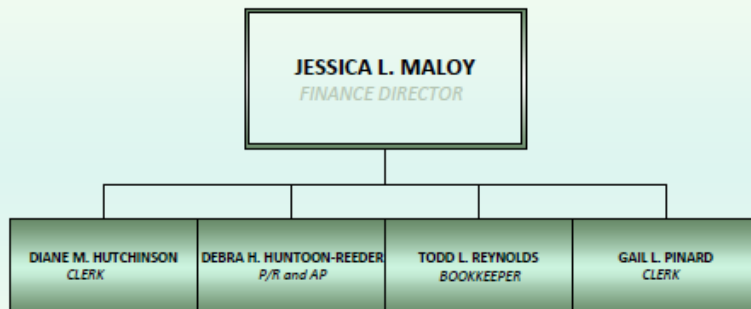 JESSICA L. MALOY
FINANCE DIRECTOR
DIANE M. HUTCHINSON
CLERK
DEBRA H. HUNTOON-REEDER
P/R and AP
TODD L. REYNOLDS
BOOKKEEPER
GAIL L. PINARD
CLERK